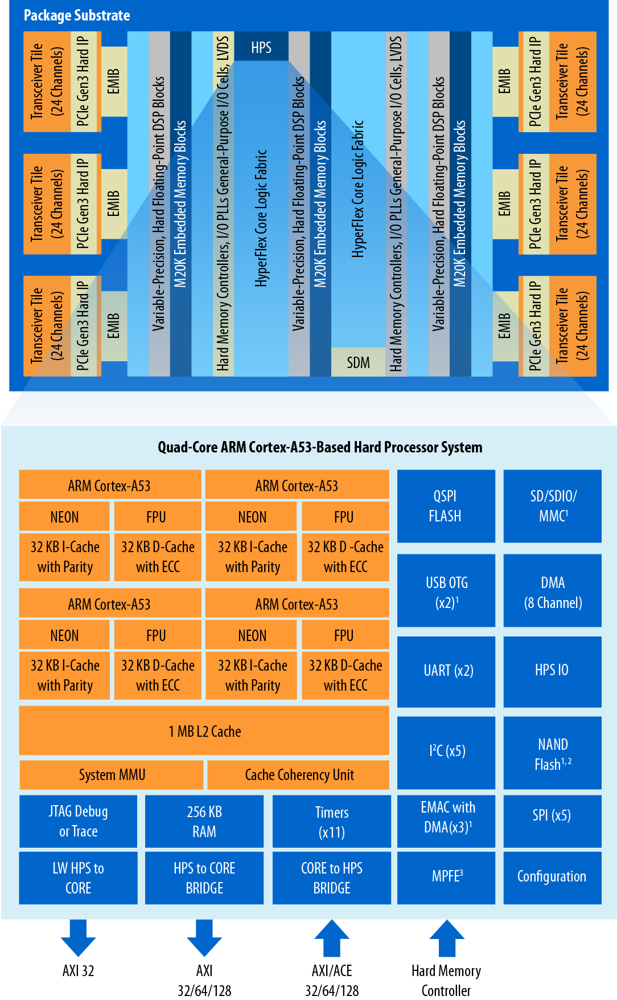 Package Substrate
Transceiver Tile
(24 Channels)
PCIe Gen3 Hard IP
EMIB
Transceiver Tile
(24 Channels)
PCIe Gen3 Hard IP
EMIB
Transceiver Tile
(24 Channels)
PCIe Gen3 Hard IP
EMIB
Variable-Precision, Hard Floating-Point DSP Blocks
M20K Embedded Memory Blocks
Hard Memory Controllers, I/O PLLs General-Purpose I/O Cells, LVDS
HPS
HyperFlex Core Logic Fabric
Variable-Precision, Hard Floating-Point DSP Blocks
M20K Embedded Memory Blocks
HyperFlex Core Logic Fabric
SDM
Hard Memory Controllers, I/O PLLs General-Purpose I/O Cells, LVDS
Variable-Precision, Hard Floating-Point DSP Blocks
M20K Embedded Memory Blocks
EMIB
PCIe Gen3 Hard IP
Transceiver Tile
(24 Channels)
EMIB
PCIe Gen3 Hard IP
Transceiver Tile
(24 Channels)
EMIB
PCIe Gen3 Hard IP
Transceiver Tile
(24 Channels)
Quad-Core ARM Cortex-A53-Based Hard Processor System
ARM Cortex-A53
NEON
FPU
32 KB I-Cache
with Parity
32 KB D-Cache
with ECC
ARM Cortex-A53
NEON
FPU
32 KB I-Cache
with Parity
32 KB D -Cache
with ECC
ARM Cortex-A53
NEON
FPU
32 KB I-Cache
with Parity
32 KB D-Cache
with ECC
ARM Cortex-A53
NEON
FPU
32 KB I-Cache
with Parity
32 KB D-Cache
with ECC
1 MB L2 Cache
System MMU
Cache Coherency Unit
QSPI
FLASH
SD/SDIO/
MMC¹
USB OTG
(x2)¹
DMA
(8 Channel)
UART (x2)
HPS IO
I²C (x5)
NAND
Flash¹˒ ²
JTAG Debug
or Trace
256 KB
RAM
Timers
(x11)
EMAC with
DMA(x3)¹
SPI (x5)
LW HPS to
CORE
HPS to CORE
BRIDGE
CORE to HPS
BRIDGE
MPFE³
Configuration
AXI 32
AXI
32/64/128
AXI/ACE
32/64/128
Hard Memory
Controller